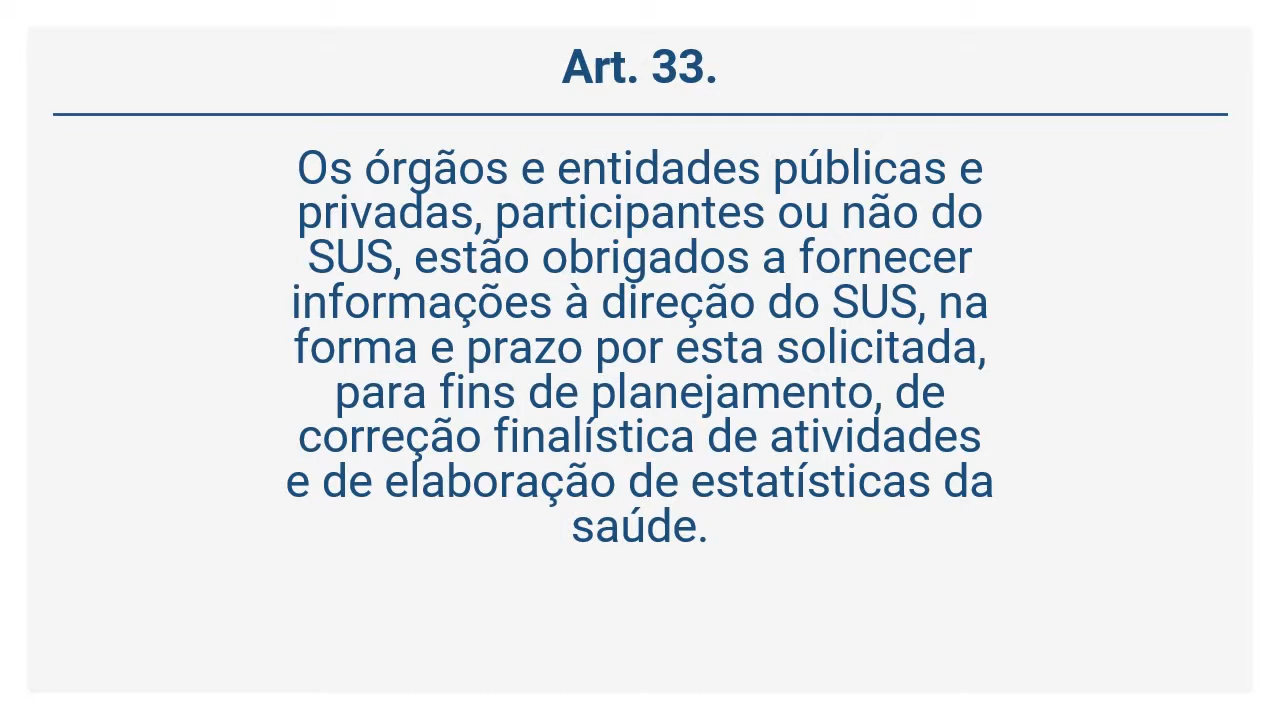 Art. 33.
Os órgãos e entidades públicas e
privadas, participantes ou não do
SUS, estão obrigados a fornecer
informações à direção do SUS, na
forma e prazo por esta solicitada,
para fins de planejamento, de
correção finalística de atividades
e de elaboração de estatísticas da
saúde.